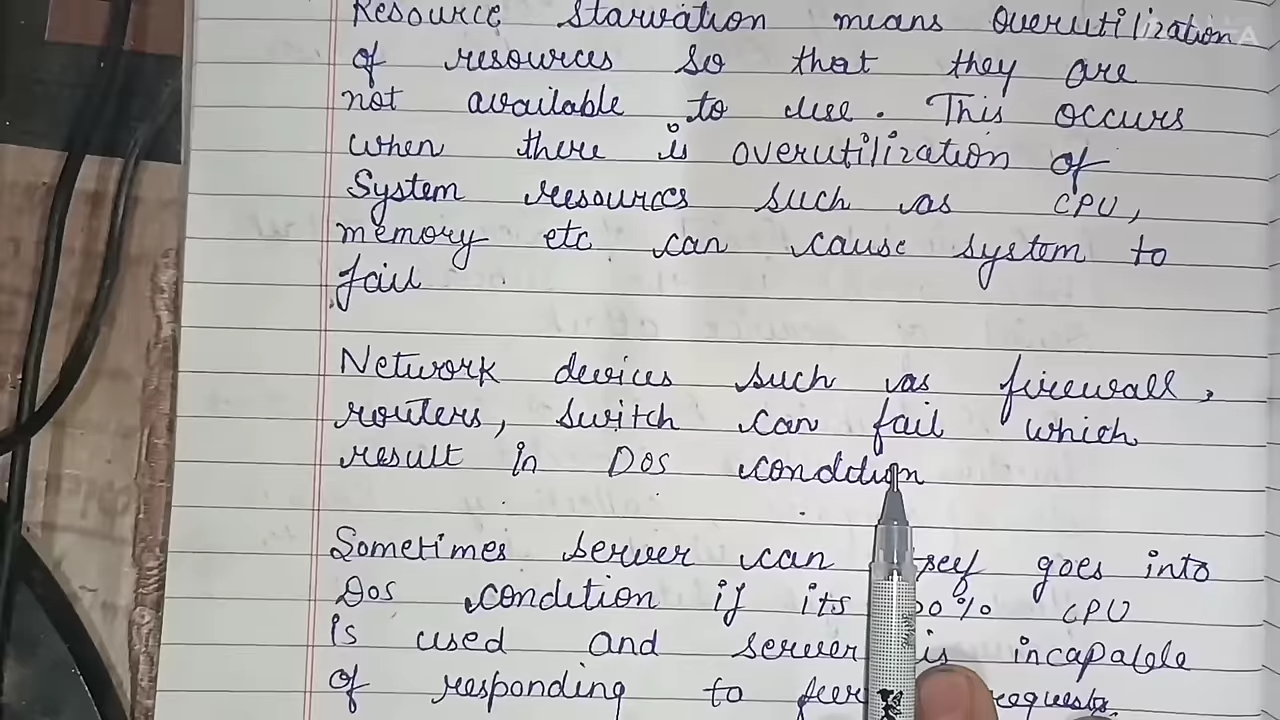 Resource Starvation means overutilization
of resources so that they are
not available to use. This occurs
when there is overutilization of
System resources such as CPU,
memory etc can cause system to
fail
Network devices such as firewall,
routers, switch can fail which
result in DOS condition
Sometimes server can goes into
DOS condition if its CPU
is used and server is incapable
of responding to requests.